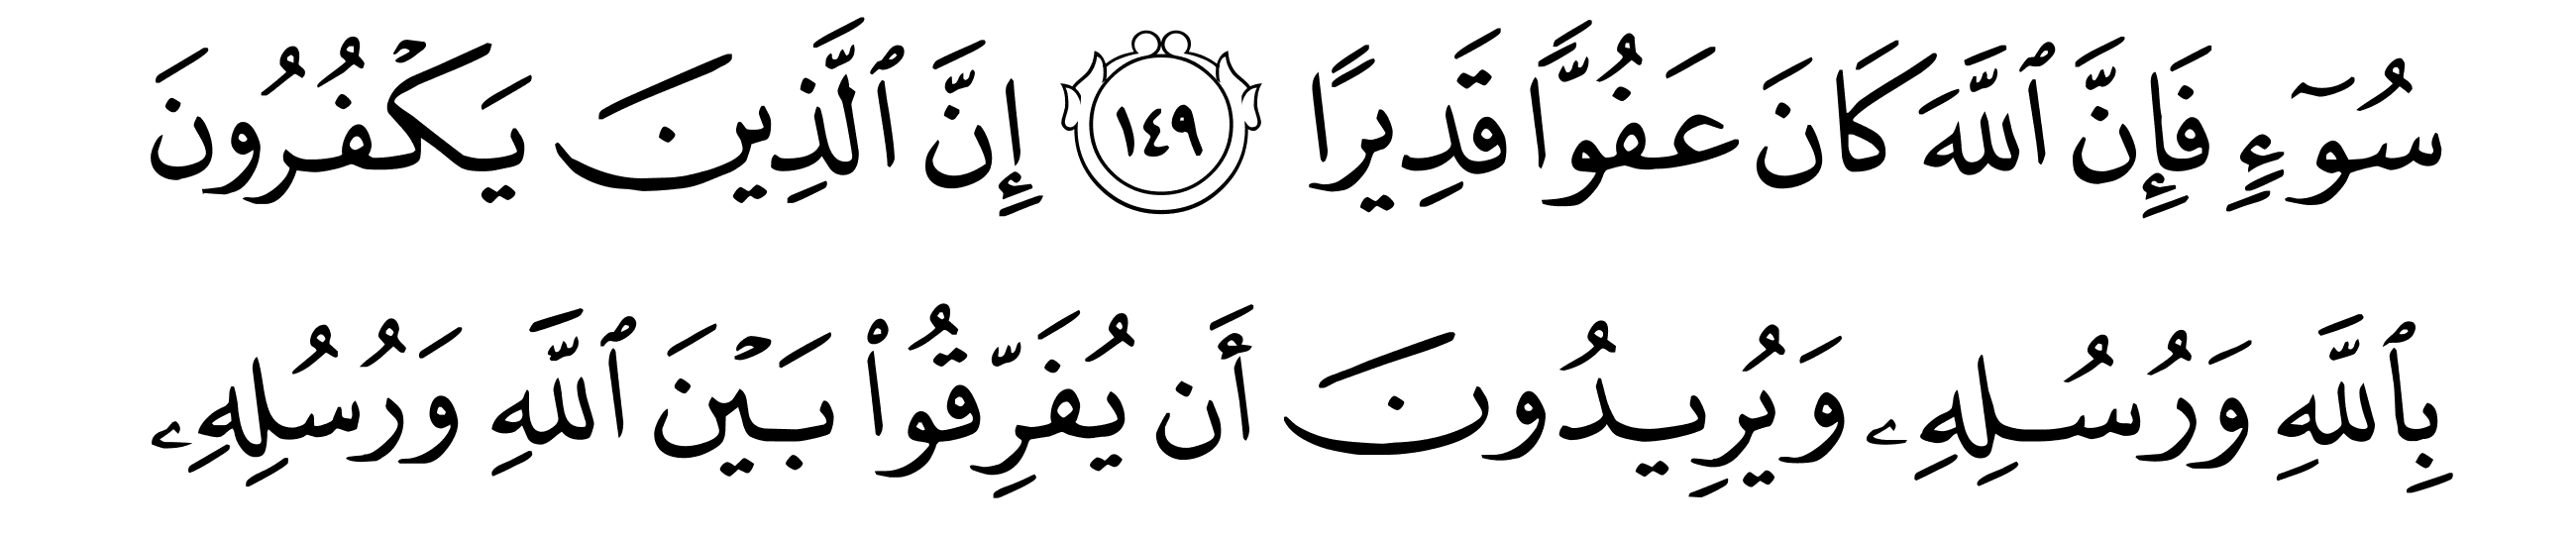 سُوٓءٍ فَإِنَّ ٱللَّهَ كَانَ عَفُوًّا قَدِيرًا ١٤٩ إِنَّ ٱلَّذِينَ يَكۡفُرُونَ
بِٱللَّهِ وَرُسُلِهِۦ وَيُرِيدُونَ أَن يُفَرِّقُواْ بَيۡنَ ٱللَّهِ وَرُسُلِهِۦ